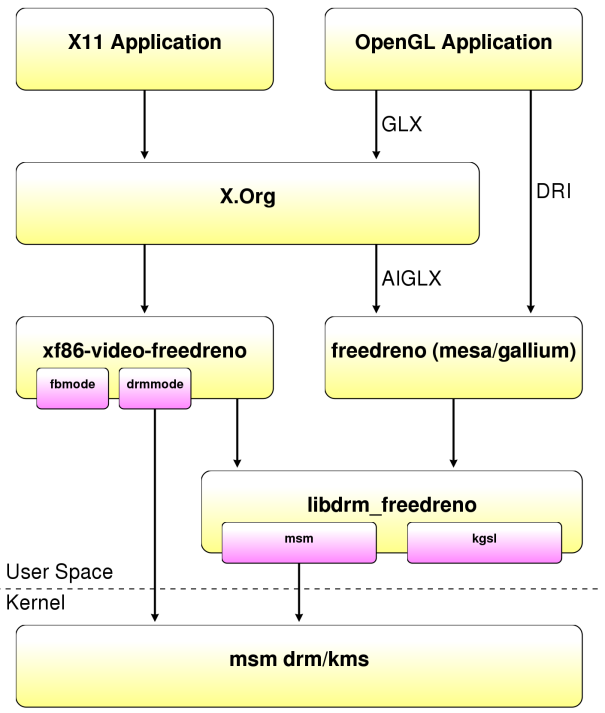 X11 Application
OpenGL Application
GLX
DRI
X.Org
AIGLX
xf86-video-freedreno
fbmode
drmmode
freedreno (mesa/gallium)
libdrm_freedreno
msm
kgsl
User Space
Kernel
msm drm/kms